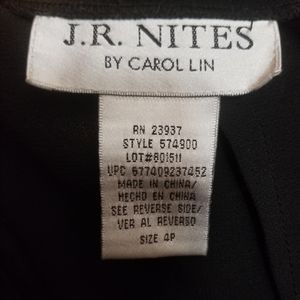 J.R. NITES
BY CAROL LIN
RN 23937
STYLE 574900
LOT#801511
UPC 677409237452
MADE IN CHINA/
HECHO EN CHINA
SEE REVERSE SIDE/
VER AL REVERSO
SIZE 4P